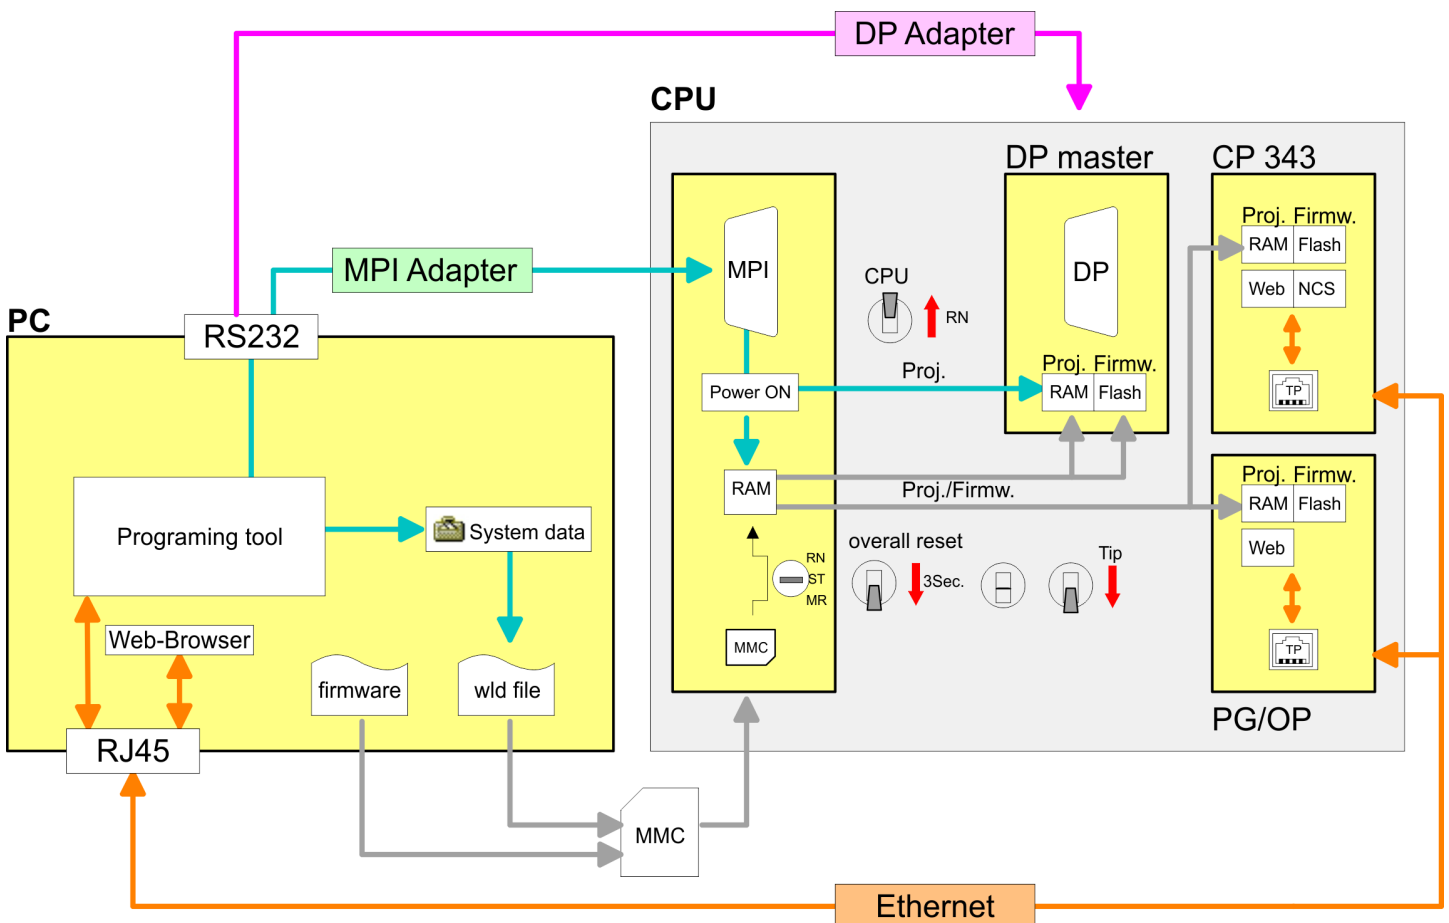 DP Adapter
CPU
DP master
CP 343
Proj. Firmw.
RAM Flash
Web NCS
TP
MPI Adapter
MPI
CPU
RN
DP
PC
RS232
Proj.
Proj. Firmw.
RAM Flash
Power ON
RAM
Proj./Firmw.
Proj. Firmw.
RAM Flash
Web
TP
PG/OP
Programing tool
System data
overall reset
3Sec.
Tip
RN
ST
MR
MMC
Web-Browser
firmware
wld file
RJ45
MMC
Ethernet